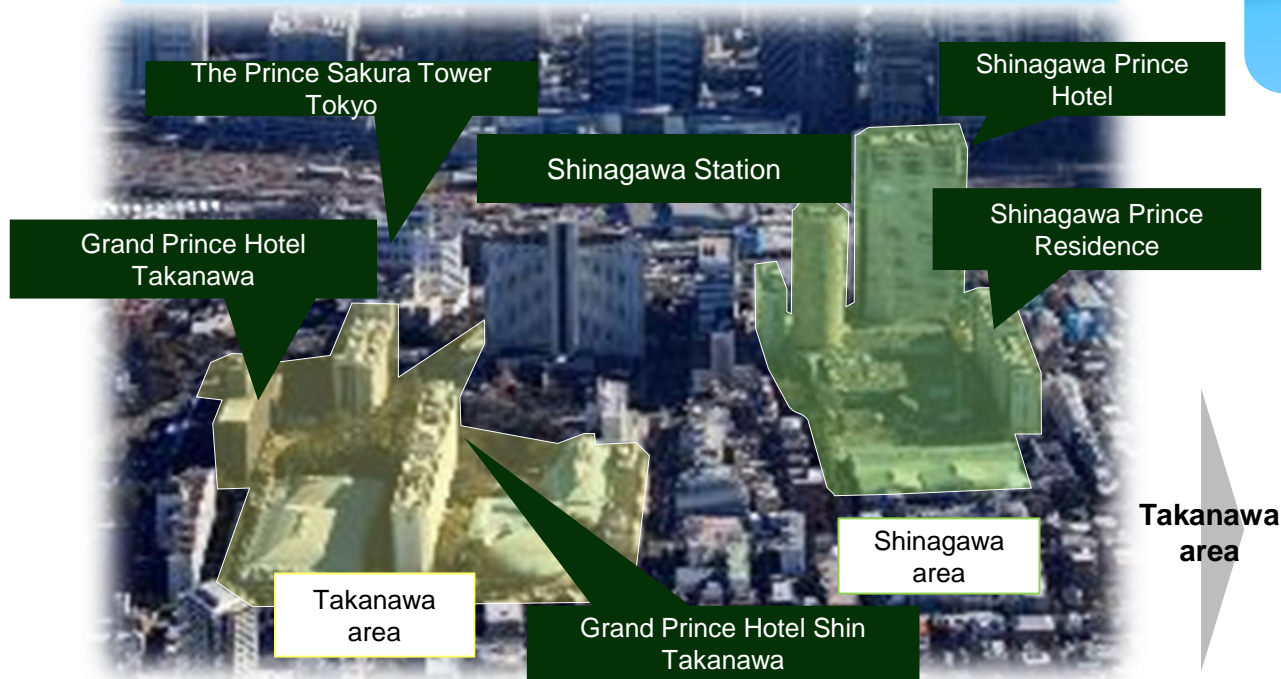 The Prince Sakura Tower
Tokyo
Shinagawa Prince
Hotel
Shinagawa Station
Shinagawa Prince
Residence
Grand Prince Hotel
Takanawa
Takanawa
area
Shinagawa
area
Takanawa
area
Grand Prince Hotel Shin
Takanawa